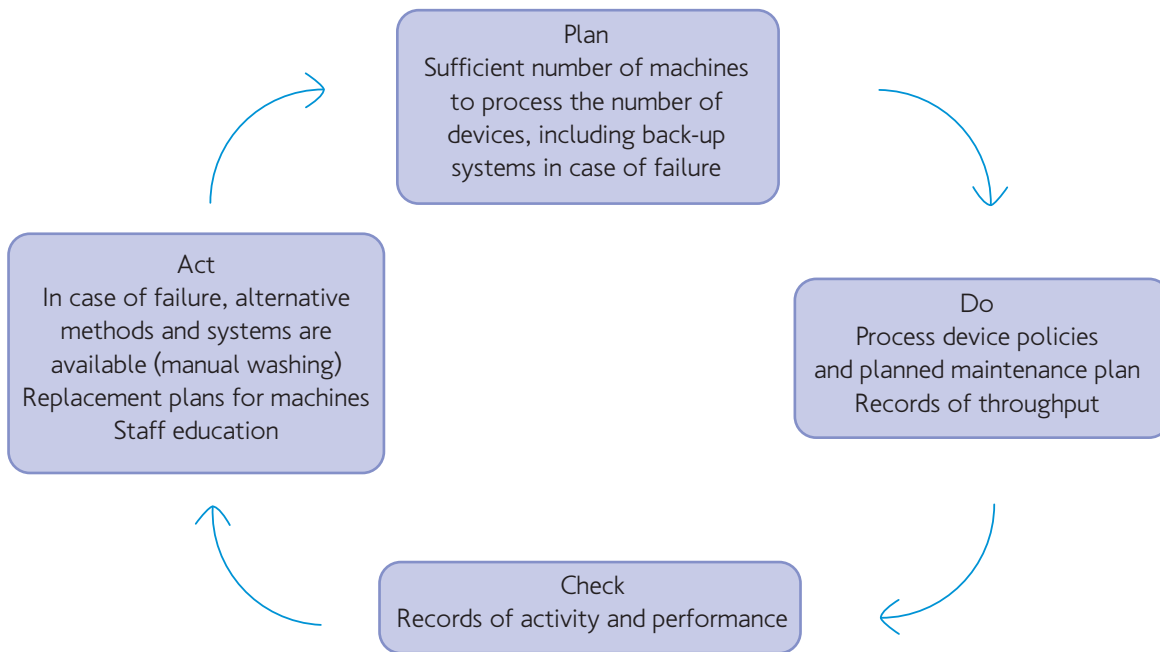 Plan
Sufficient number of machines
to process the number of
devices, including back-up
systems in case of failure
Do
Process device policies
and planned maintenance plan
Records of throughput
Check
Records of activity and performance
Act
In case of failure, alternative
methods and systems are
available (manual washing)
Replacement plans for machines
Staff education